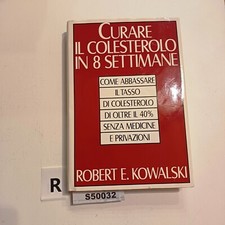 CURARE
IL COLESTEROLO
IN 8 SETTIMANE
COME ABBASSARE
IL TASSO
DI COLESTEROLO
DI OLTRE IL 40%
SENZA MEDICINE
E PRIVAZIONI
ROBERT E. KOWALSKI
R
S50032